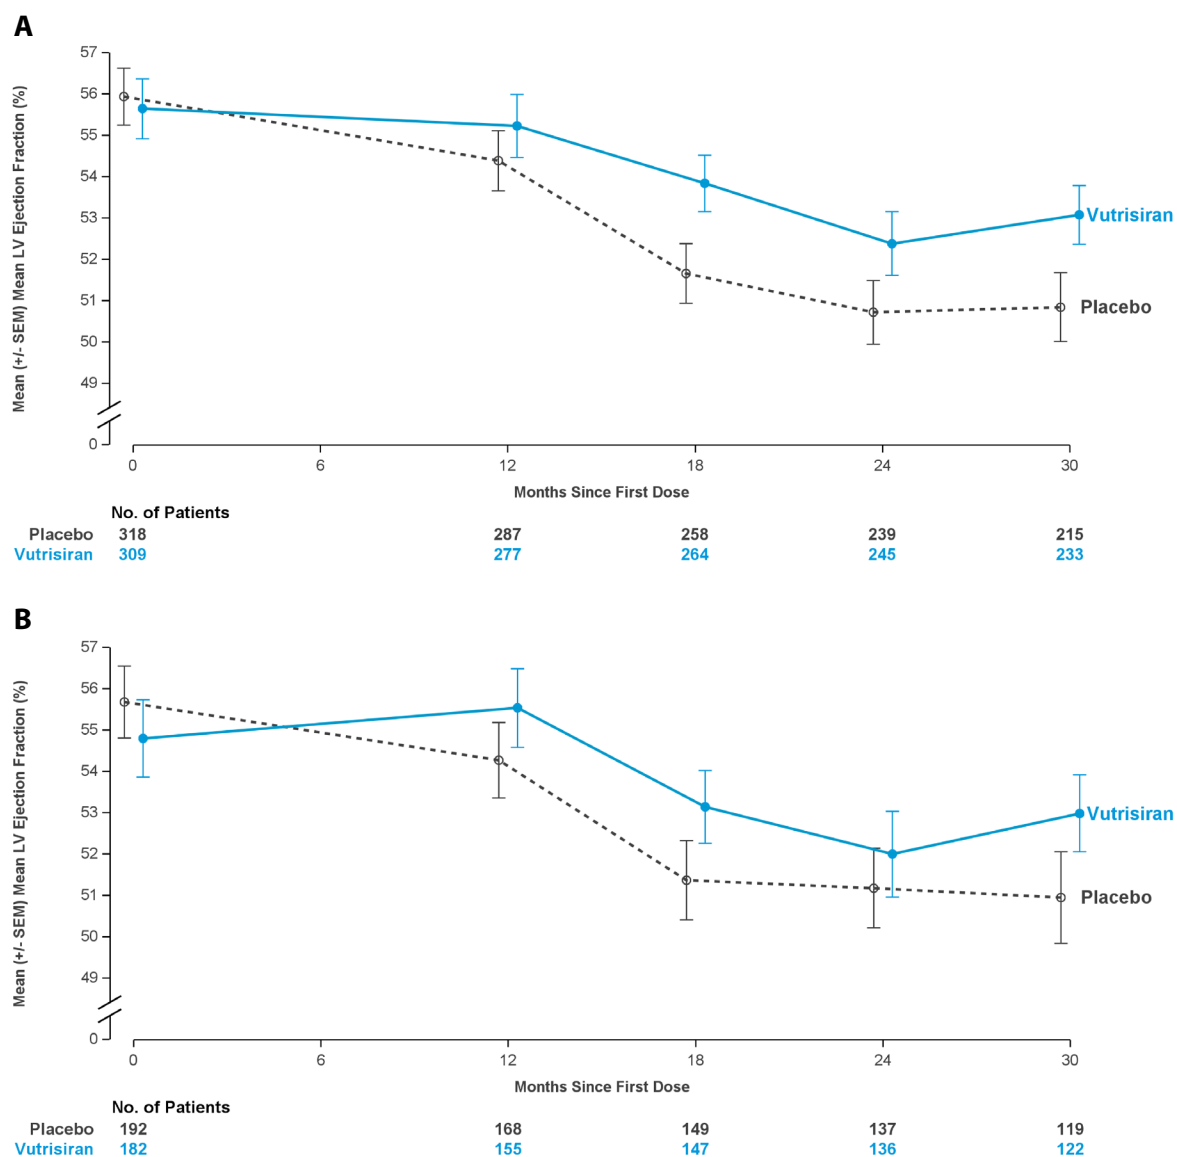 A
Mean (+/- SEM) Mean LV Ejection Fraction (%)
57
56
55
54
53
52
51
50
49
0
Vutrisiran
Placebo
0 6 12 18 24 30
Months Since First Dose
No. of Patients
Placebo 318 287 258 239 215
Vutrisiran 309 277 264 245 233
B
Mean (+/- SEM) Mean LV Ejection Fraction (%)
57
56
55
54
53
52
51
50
49
0
Vutrisiran
Placebo
0 6 12 18 24 30
Months Since First Dose
No. of Patients
Placebo 192 168 149 137 119
Vutrisiran 182 155 147 136 122